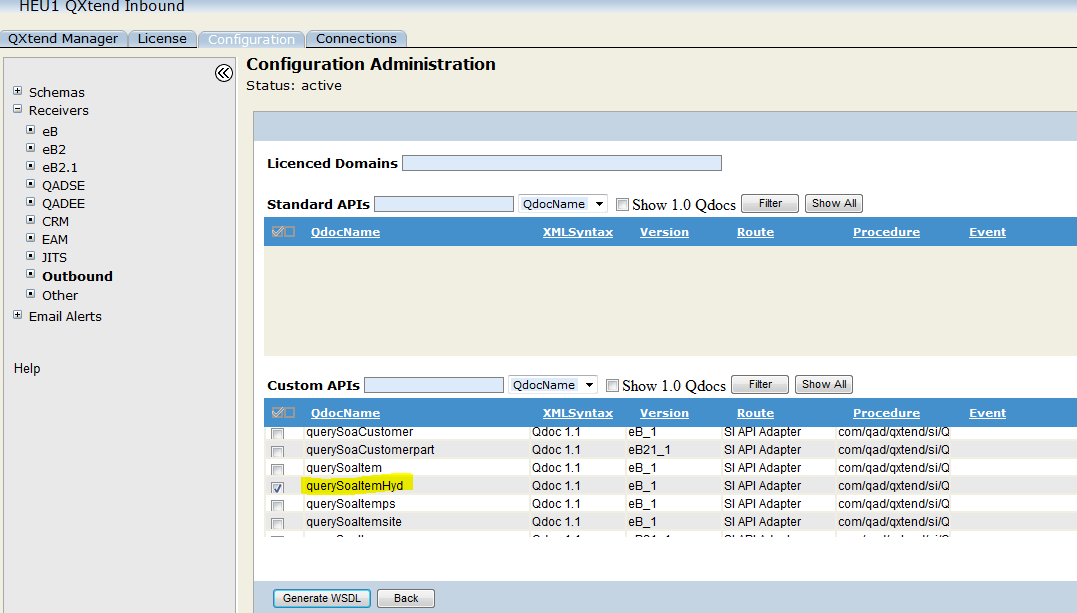 HEU1 QXtend Inbound
QXtend Manager License Configuration Connections
Configuration Administration
Status: active
Schemas
Receivers
eB
eB2
eB2.1
QADSE
QADEE
CRM
EAM
JITS
Outbound
Other
Email Alerts
Help
Licenced Domains
Standard APIs QdocName Show 1.0 Qdocs Filter Show All
QdocName XMLSyntax Version Route Procedure Event
Custom APIs QdocName Show 1.0 Qdocs Filter Show All
QdocName XMLSyntax Version Route Procedure Event
querySoaCustomer Qdoc 1.1 eB_1 SI API Adapter com/qad/qxtend/si/Q
querySoaCustomerpart Qdoc 1.1 eB21_1 SI API Adapter com/qad/qxtend/si/Q
querySoaItem Qdoc 1.1 eB_1 SI API Adapter com/qad/qxtend/si/Q
querySoaItemHyd Qdoc 1.1 eB_1 SI API Adapter com/qad/qxtend/si/Q
querySoaItemps Qdoc 1.1 eB_1 SI API Adapter com/qad/qxtend/si/Q
querySoaItemsite Qdoc 1.1 eB_1 SI API Adapter com/qad/qxtend/si/Q
Generate WSDL Back